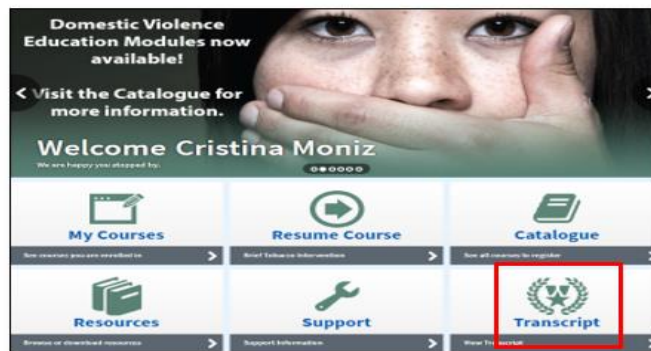 Domestic Violence
Education Modules now
available!
Visit the Catalogue for
more information.
Welcome Cristina Moniz
We are happy you stopped by.
My Courses
Resume Course
Catalogue
See courses you are enrolled in
Brief Tobacco Intervention
See all courses to register
Resources
Support
Transcript
Browse or download resources
Support Information
View Transcript